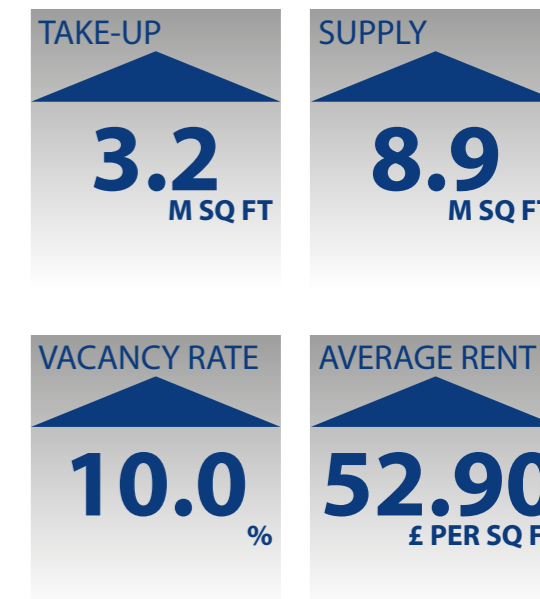 TAKE-UP
3.2
M SQ FT
SUPPLY
8.9
M SQ FT
VACANCY RATE
10.0
%
AVERAGE RENT
52.90
£ PER SQ F